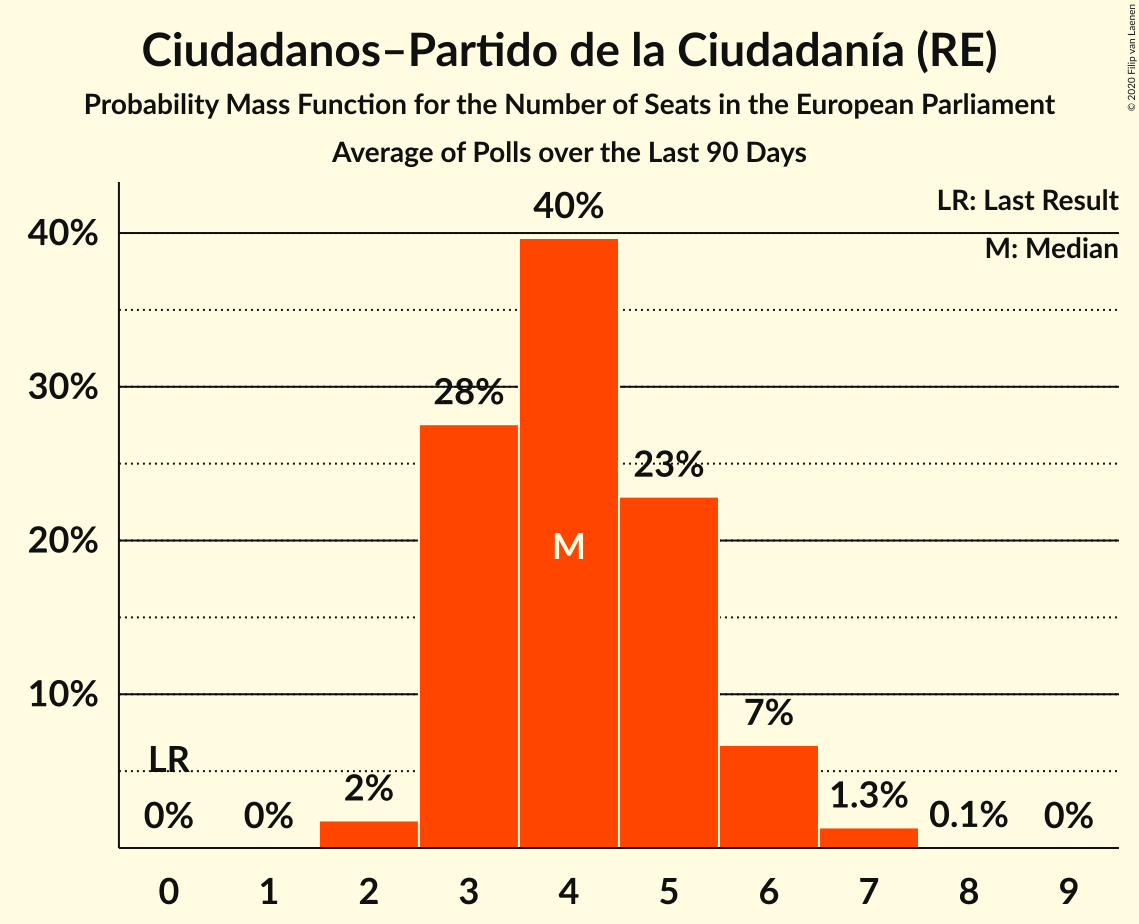 Ciudadanos–Partido de la Ciudadanía (RE)
Probability Mass Function for the Number of Seats in the European Parliament
Average of Polls over the Last 90 Days
© 2020 Filip van Laenen
LR: Last Result
M: Median
40%
30%
20%
10%
LR
0%
0%
2%
28%
40%
M
23%
7%
1.3%
0.1%
0%
0 1 2 3 4 5 6 7 8 9